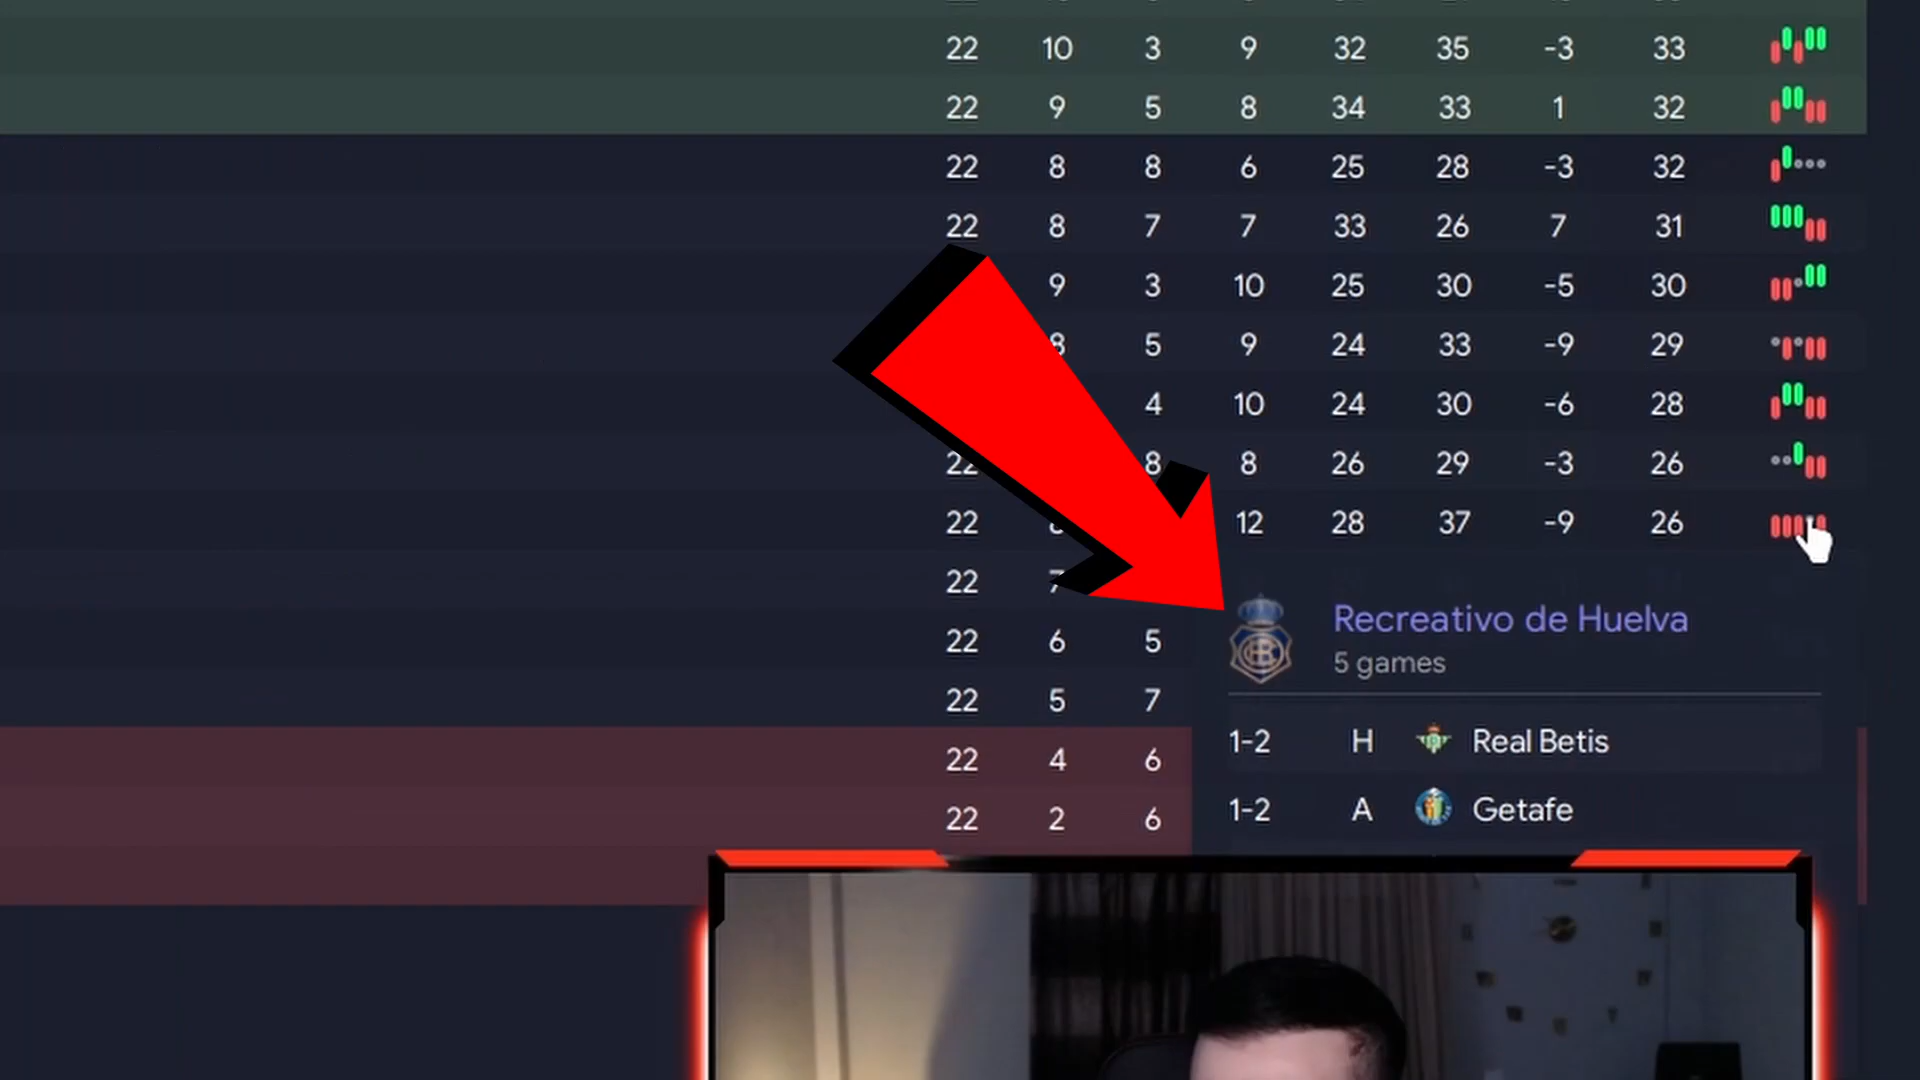 22 10 3 9 32 35 -3 33
22 9 5 8 34 33 1 32
22 8 8 6 25 28 -3 32
22 8 7 7 33 26 7 31
9 3 10 25 30 -5 30
8 5 9 24 33 -9 29
4 10 24 30 -6 28
22 8 8 26 29 -3 26
22 12 28 37 -9 26
22 7
22 6 5
22 5 7
22 4 6
22 2 6
Recreativo de Huelva
5 games
1-2 H Real Betis
1-2 A Getafe